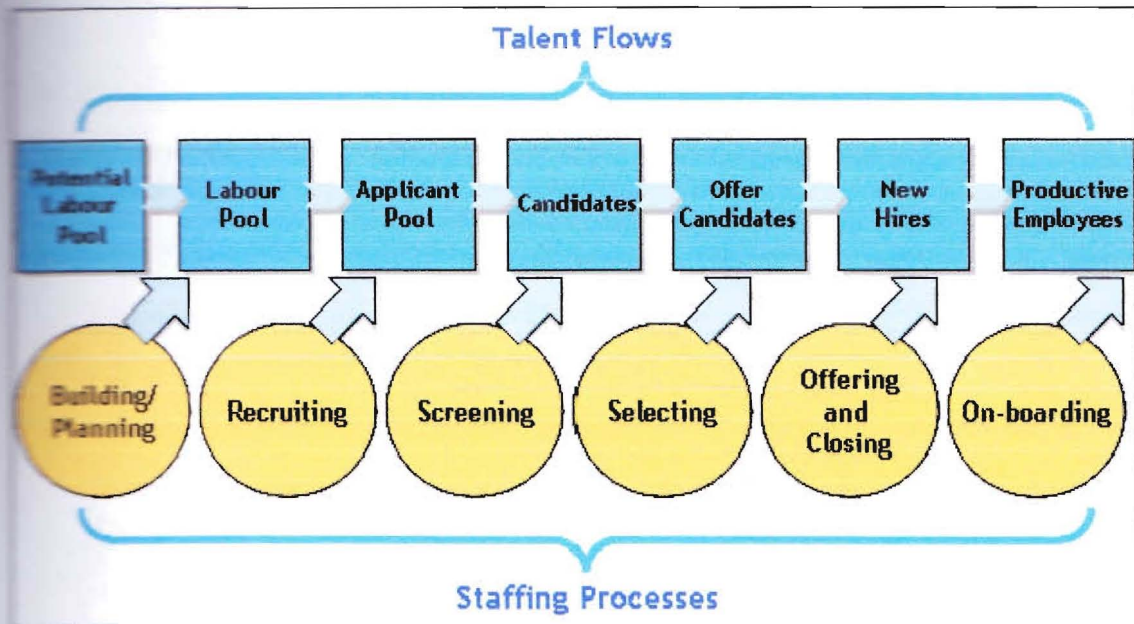 Talent Flows
Potential
Labour
Pool
Labour
Pool
Applicant
Pool
Candidates
Offer
Candidates
New
Hires
Productive
Employees
Building/
Planning
Recruiting
Screening
Selecting
Offering
and
Closing
On-boarding
Staffing Processes